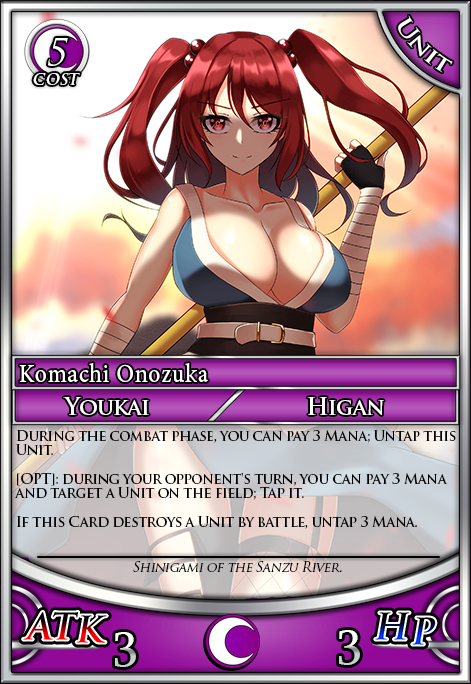 5
COST
UNIT
Komachi Onozuka
Youkai / Higan
During the combat phase, you can pay 3 Mana; Untap this
Unit.
[OPT]: during your opponent's turn, you can pay 3 Mana
and target a Unit on the field; Tap it.
If this Card destroys a Unit by battle, untap 3 Mana.
Shinigami of the Sanzu River.
ATK 3
3 HP